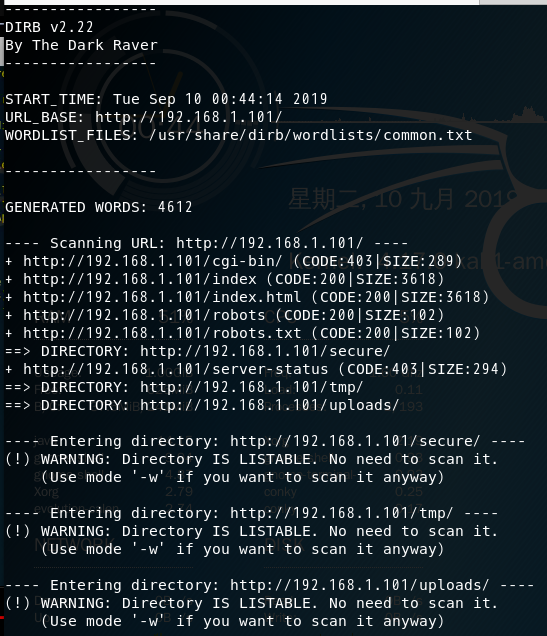 -----------------
DIRB v2.22
By The Dark Raver
-----------------
START_TIME: Tue Sep 10 00:44:14 2019
URL_BASE: http://192.168.1.101/
WORDLIST_FILES: /usr/share/dirb/wordlists/common.txt
-----------------
星期二, 10 九月 2019
GENERATED WORDS: 4612
---- Scanning URL: http://192.168.1.101/ ----
+ http://192.168.1.101/cgi-bin/ (CODE:403|SIZE:289)
+ http://192.168.1.101/index (CODE:200|SIZE:3618)
+ http://192.168.1.101/index.html (CODE:200|SIZE:3618)
+ http://192.168.1.101/robots (CODE:200|SIZE:102)
+ http://192.168.1.101/robots.txt (CODE:200|SIZE:102)
==> DIRECTORY: http://192.168.1.101/secure/
+ http://192.168.1.101/server-status (CODE:403|SIZE:294)
==> DIRECTORY: http://192.168.1.101/tmp/
0.11
==> DIRECTORY: http://192.168.1.101/uploads/
193
---- Entering directory: http://192.168.1.101/secure/ ----
(!) WARNING: Directory IS LISTABLE. No need to scan it.
(Use mode '-w' if you want to scan it anyway)
Xorg 2.79 conky 0.25
---- Entering directory: http://192.168.1.101/tmp/ ----
(!) WARNING: Directory IS LISTABLE. No need to scan it.
(Use mode '-w' if you want to scan it anyway)
---- Entering directory: http://192.168.1.101/uploads/ ----
(!) WARNING: Directory IS LISTABLE. No need to scan it.
(Use mode '-w' if you want to scan it anyway)